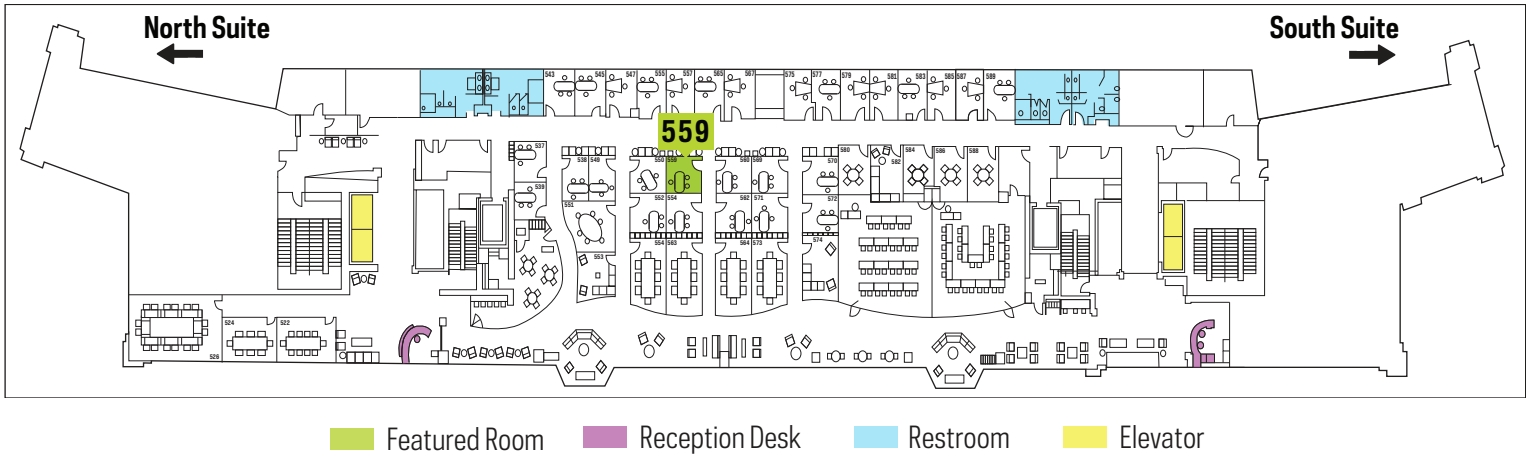 North Suite
South Suite
543 545 547 555 557 565 567 575 577 579 581 583 585 587 589
559
537 538 549 550 559 560 569 570 580 582 584 586 588
539
551 552 554 562 571 572
553 554 563 564 573 574
524 522
526
Featured Room
Reception Desk
Restroom
Elevator